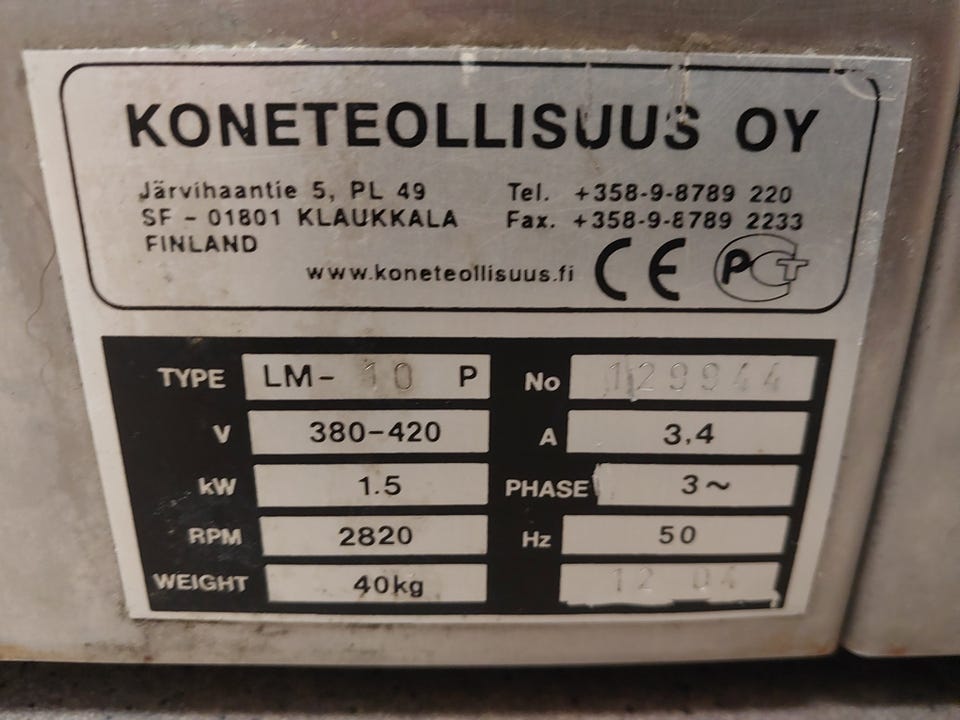 KONETEOLLISUUS OY
Järvihaantie 5, PL 49 Tel. +358-9-8789 220
SF - 01801 KLAUKKALA Fax. +358-9-8789 2233
FINLAND
www.koneteollisuus.fi CE PCT
TYPE LM- 10 P No 129944
V 380-420 A 3,4
kW 1.5 PHASE 3~
RPM 2820 Hz 50
WEIGHT 40kg 12 04